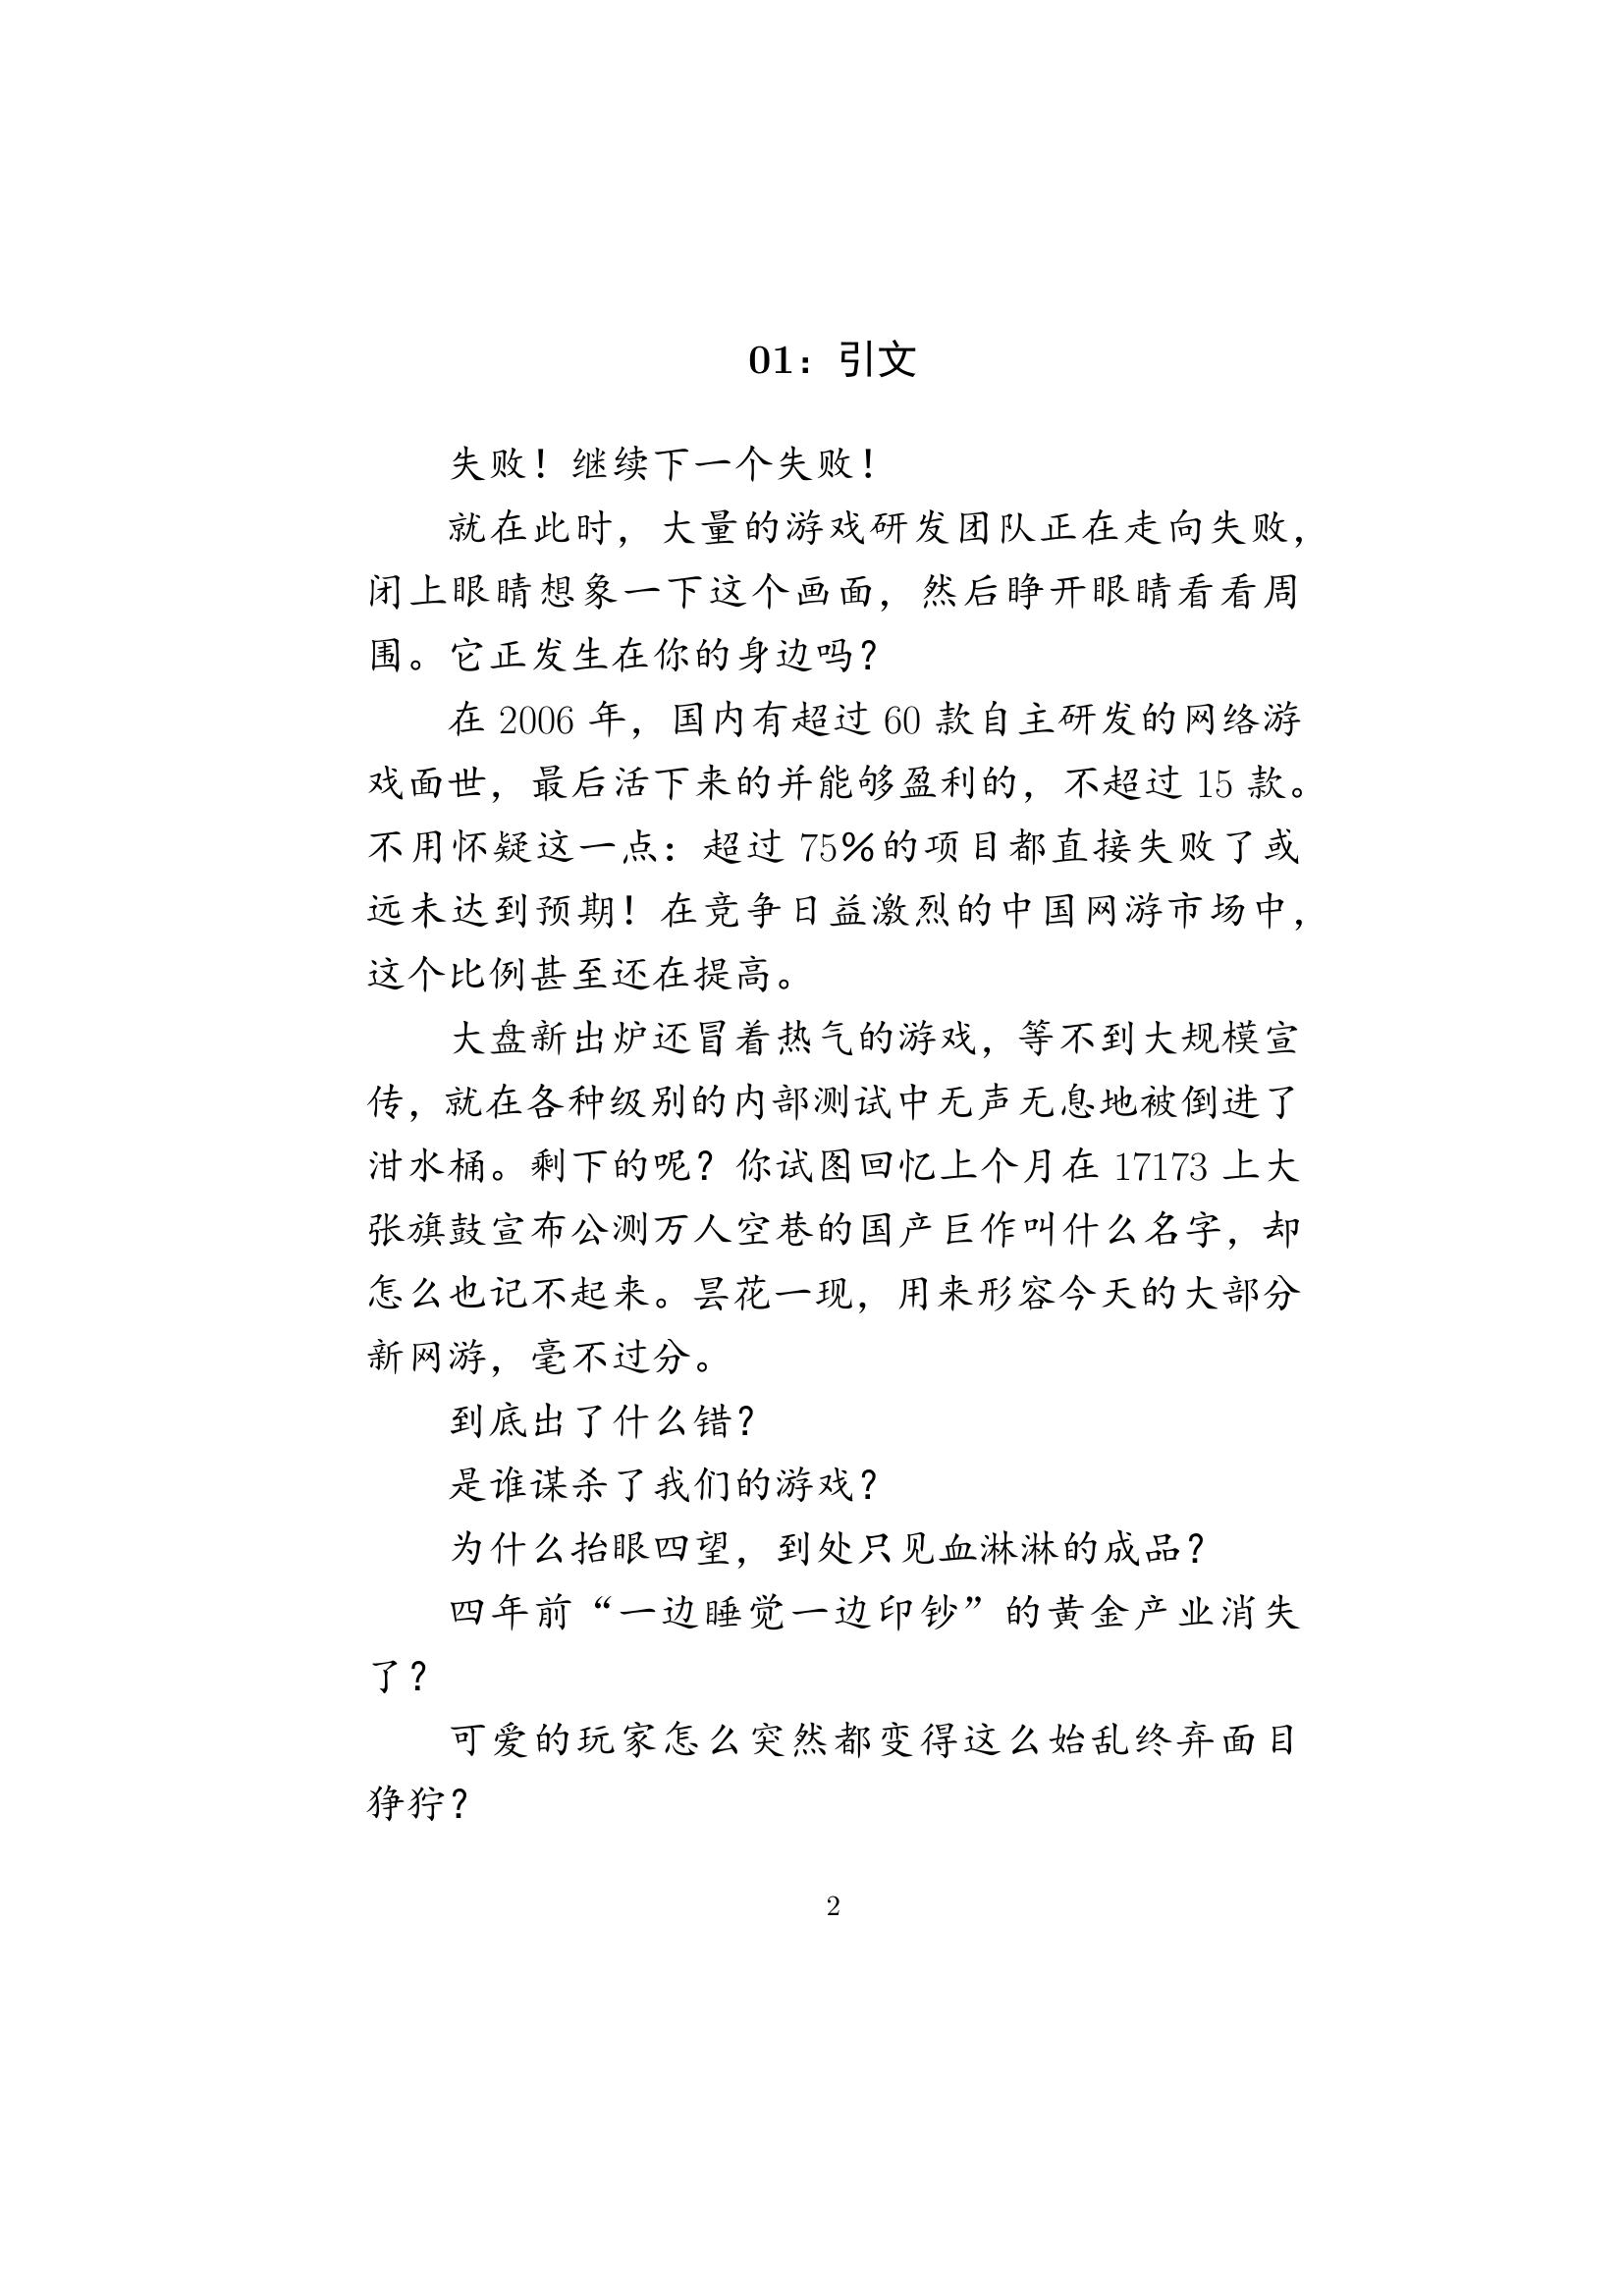 01：引文
失败！继续下一个失败！
就在此时，大量的游戏研发团队正在走向失败，
闭上眼睛想象一下这个画面，然后睁开眼睛看看周
围。它正发生在你的身边吗？
在 2006 年，国内有超过 60 款自主研发的网络游
戏面世，最后活下来的并能够盈利的，不超过 15 款。
不用怀疑这一点：超过 75％的项目都直接失败了或
远未达到预期！在竞争日益激烈的中国网游市场中，
这个比例甚至还在提高。
大盘新出炉还冒着热气的游戏，等不到大规模宣
传，就在各种级别的内部测试中无声无息地被倒进了
泔水桶。剩下的呢？你试图回忆上个月在 17173 上大
张旗鼓宣布公测万人空巷的国产巨作叫什么名字，却
怎么也记不起来。昙花一现，用来形容今天的大部分
新网游，毫不过分。
到底出了什么错？
是谁谋杀了我们的游戏？
为什么抬眼四望，到处只见血淋淋的成品？
四年前“一边睡觉一边印钞”的黄金产业消失
了？
可爱的玩家怎么突然都变得这么始乱终弃面目
狰狞？
2